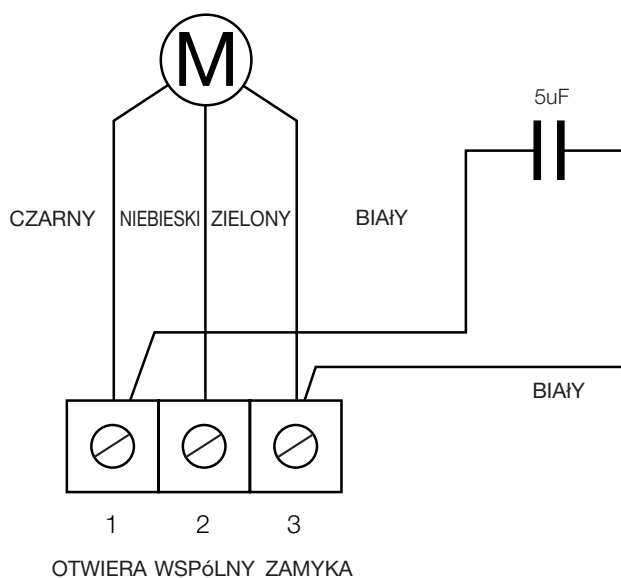 M
5uF
CZARNY NIEBIESKI ZIELONY BIAłY
BIAłY
1 2 3
OTWIERA WSPóLNY ZAMYKA